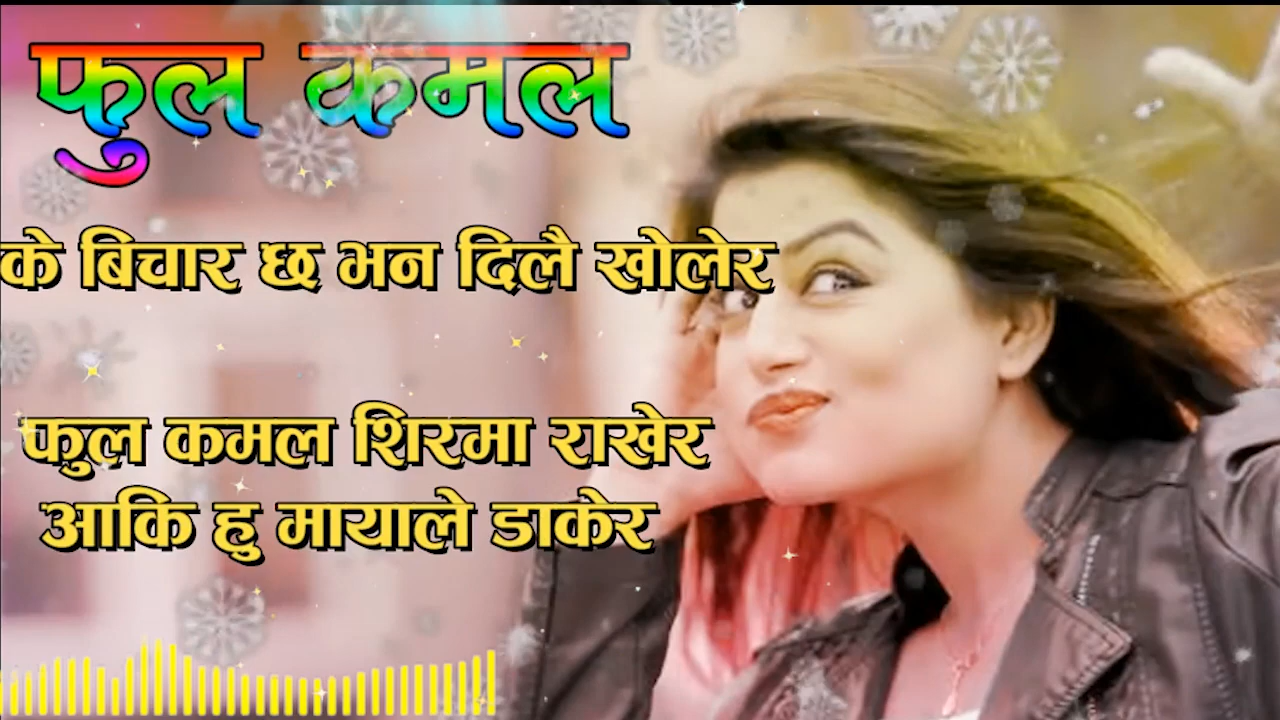 फुल कमल
के बिचार छ भन दिलै खोलेर
फुल कमल शिरमा राखेर
आकि हु मायाले डाकेर